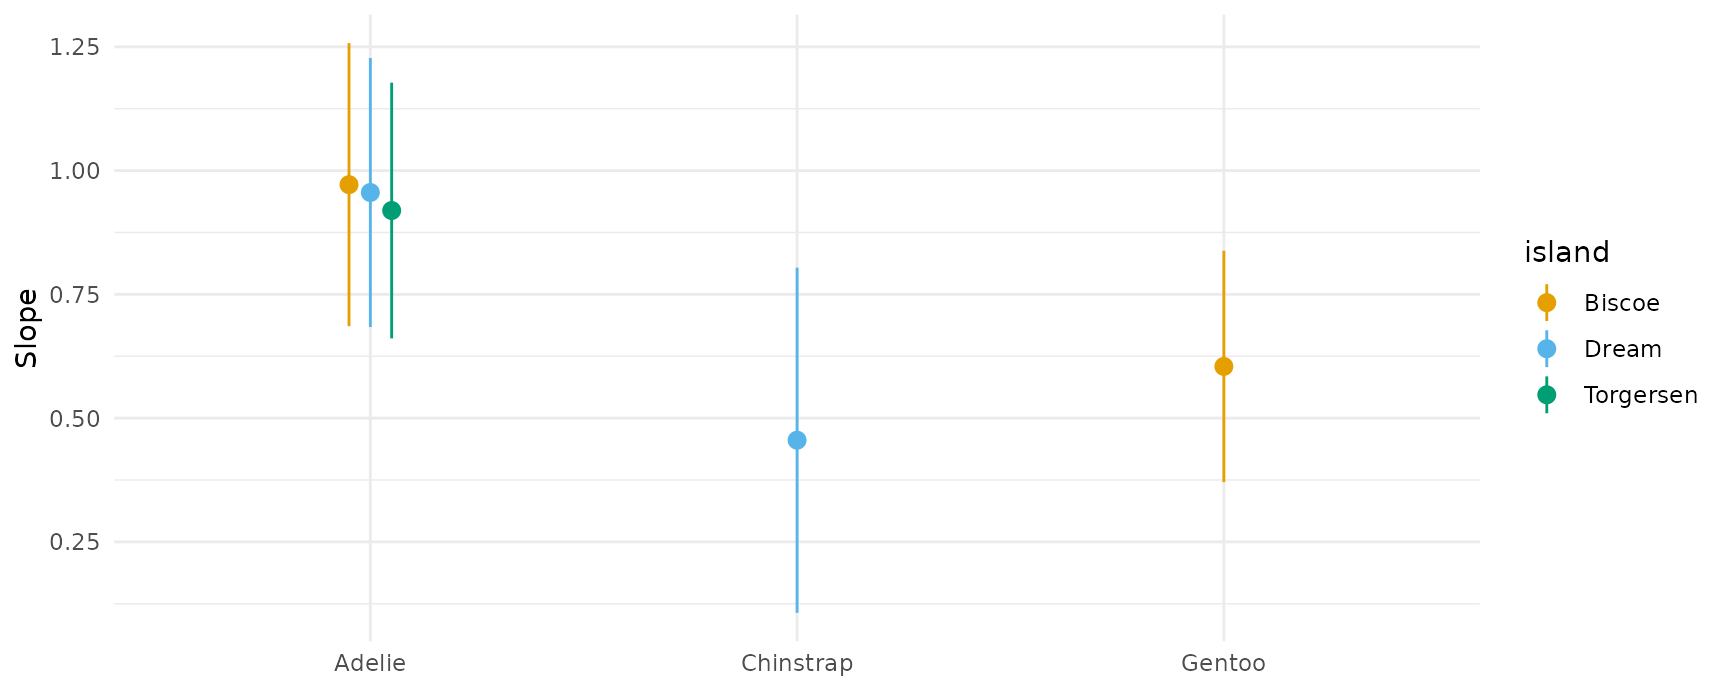 Slope
1.25
1.00
0.75
0.50
0.25
Adelie
Chinstrap
Gentoo
island
Biscoe
Dream
Torgersen